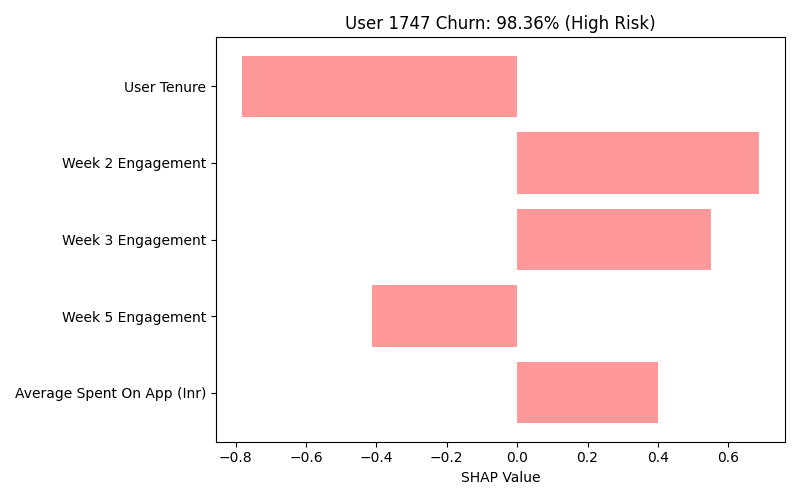 User 1747 Churn: 98.36% (High Risk)
User Tenure
Week 2 Engagement
Week 3 Engagement
Week 5 Engagement
Average Spent On App (Inr)
−0.8 −0.6 −0.4 −0.2 0.0 0.2 0.4 0.6
SHAP Value